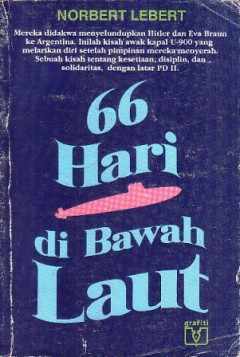 NORBERT LEBERT
Mereka didakwa menyelundupkan Hitler dan Eva Braun
ke Argentina. Inilah kisah awak kapal U-900 yang
melarikan diri setelah pimpinan mereka menyerah.
Sebuah kisah tentang kesetiaan, disiplin, dan
solidaritas, dengan latar PD II.
66
Hari
di Bawah
Laut
grafiti